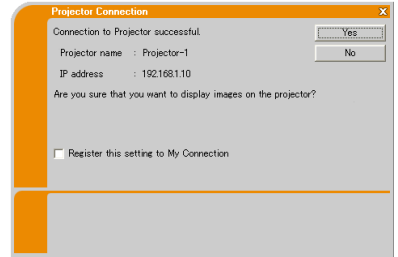 Projector Connection
X
Connection to Projector successful.
Yes
Projector name : Projector-1
No
IP address : 192.168.1.10
Are you sure that you want to display images on the projector?
Register this setting to My Connection